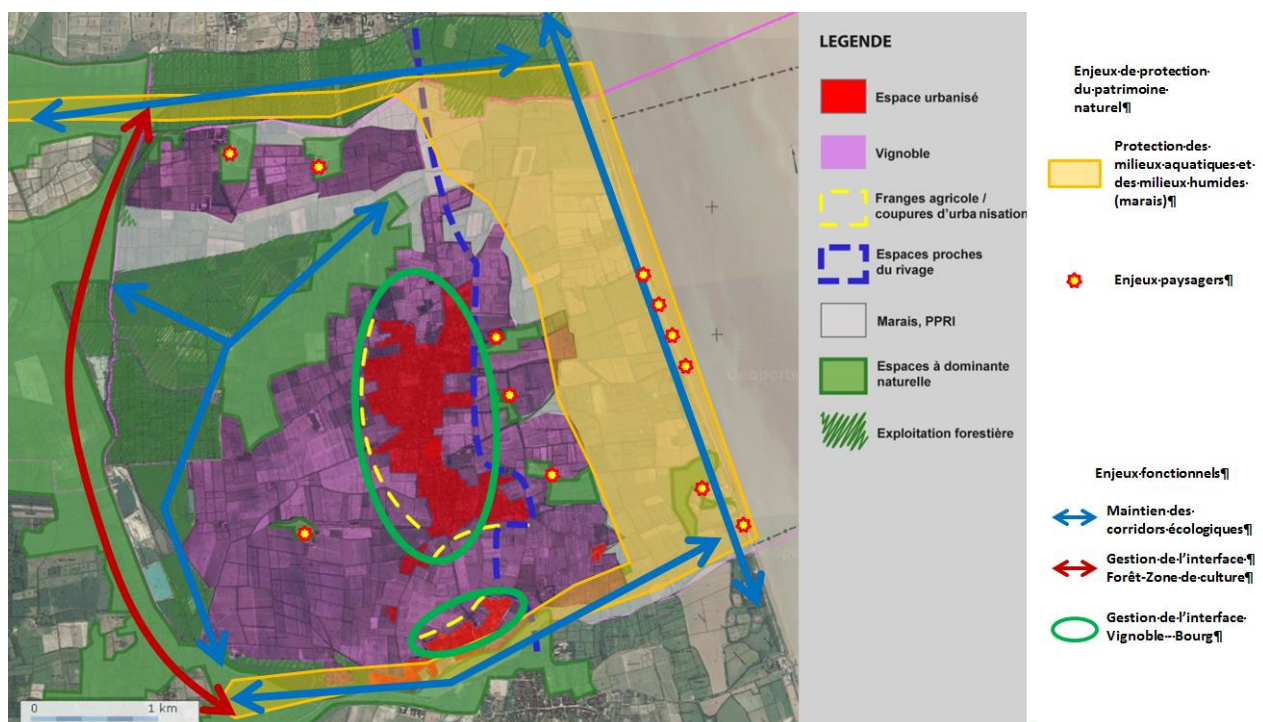 LEGENDE
Espace urbanisé
Vignoble
Franges agricole /
coupures d'urba nisation
Espaces proches
du rivage
Marais, PPRI
Espaces à dominante
naturelle
Exploitation forestière
Enjeux·de·protection·
du·patrimoine·
naturel¶
Protection·des·
milieux·aquatiques·et·
des·milieux·humides·
(marais)¶
Enjeux·paysagers¶
Enjeux·fonctionnels¶
Maintien·des·
corridors·écologiques¶
Gestion·de·l'interface·¶
Forêt-Zone·de·culture¶
Gestion·de·l'interface·
Vignoble-·-Bourg¶
0 1 km